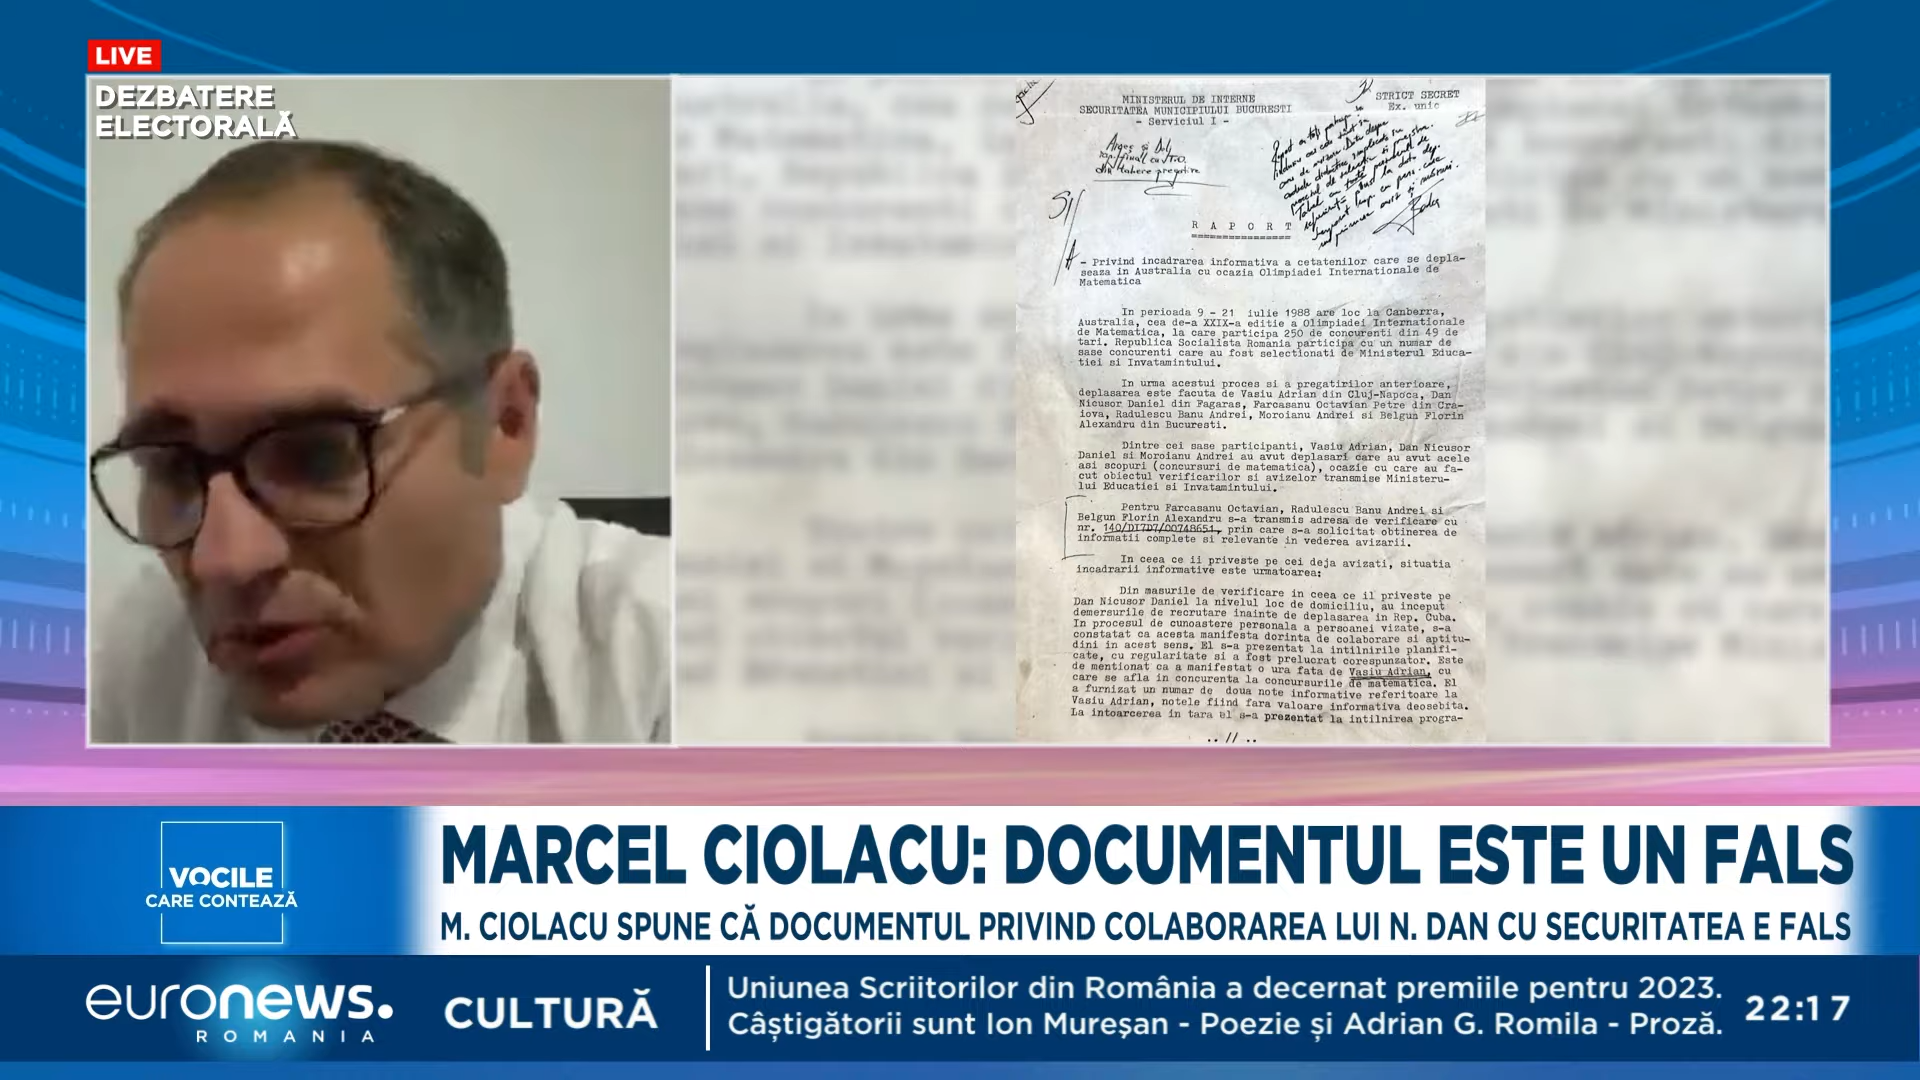 LIVE
DEZBATERE
ELECTORALĂ
MINISTERUL DE INTERNE
SECURITATEA MUNICIPIULUI BUCURESTI
- Serviciul I -
STRICT SECRET
Ex. unic
Argeș și Dolj
din
R A P O R T
- Privind incadrarea informativa a cetatenilor care se depla-
seaza in Australia cu ocazia Olimpiadei Internationale de
Matematica
In perioada 9 - 21 iulie 1988 are loc la Canberra,
Australia, cea de-a XXIX-a editie a Olimpiadei Internationale
de Matematica, la care participa 250 de concurenti din 49 de
tari. Republica Socialista Romania participa cu un numar de
sase concurenti care au fost selectionati de Ministerul Educa-
tiei si Invatamintului.
In urma acestui proces si a pregatirilor anterioare,
deplasarea este facuta de Vasiu Adrian din Cluj-Napoca, Dan
Nicusor Daniel din Fagaras, Farcasanu Octavian Petre din Cra-
iova, Radulescu Banu Andrei, Moroianu Andrei si Belgun Florin
Alexandru din Bucuresti.
Dintre cei sase participanti, Vasiu Adrian, Dan Nicusor
Daniel si Moroianu Andrei au avut deplasari care au avut acele
asi scopuri (concursuri de matematica), ocazie cu care au fa-
cut obiectul verificarilor si avizelor transmise Ministeru-
lui Educatiei si Invatamintului.
Pentru Farcasanu Octavian, Radulescu Banu Andrei si
Belgun Florin Alexandru s-a transmis adresa de verificare cu
nr. 140/DI7D7/00748651, prin care s-a solicitat obtinerea de
informatii complete si relevante in vederea avizarii.
In ceea ce ii priveste pe cei deja avizati, situatia
incadrarii informative este urmatoarea:
Din masurile de verificare in ceea ce il priveste pe
Dan Nicusor Daniel la nivelul loc de domiciliu, au inceput
demersurile de recrutare inainte de deplasarea in Rep. Cuba.
In procesul de cunoastere personala a persoanei vizate, s-a
constatat ca acesta manifesta dorinta de colaborare si aptitu-
dini in acest sens. El s-a prezentat la intilnirile planifi-
cate, cu regularitate si a fost prelucrat corespunzator. Este
de mentionat ca a manifestat o ura fata de Vasiu Adrian, cu
care se afla in concurenta la concursurile de matematica. El
a furnizat un numar de doua note informative referitoare la
Vasiu Adrian, notele fiind fara valoare informativa deosebita.
La intoarcerea in tara el s-a prezentat la intilnirea progra-
.. // ..
MARCEL CIOLACU: DOCUMENTUL ESTE UN FALS
M. CIOLACU SPUNE CĂ DOCUMENTUL PRIVIND COLABORAREA LUI N. DAN CU SECURITATEA E FALS
VOCILE
CARE CONTEAZĂ
euronews.
ROMANIA
CULTURĂ
Uniunea Scriitorilor din România a decernat premiile pentru 2023.
Câștigătorii sunt Ion Mureșan - Poezie și Adrian G. Romila - Proză.
22:17